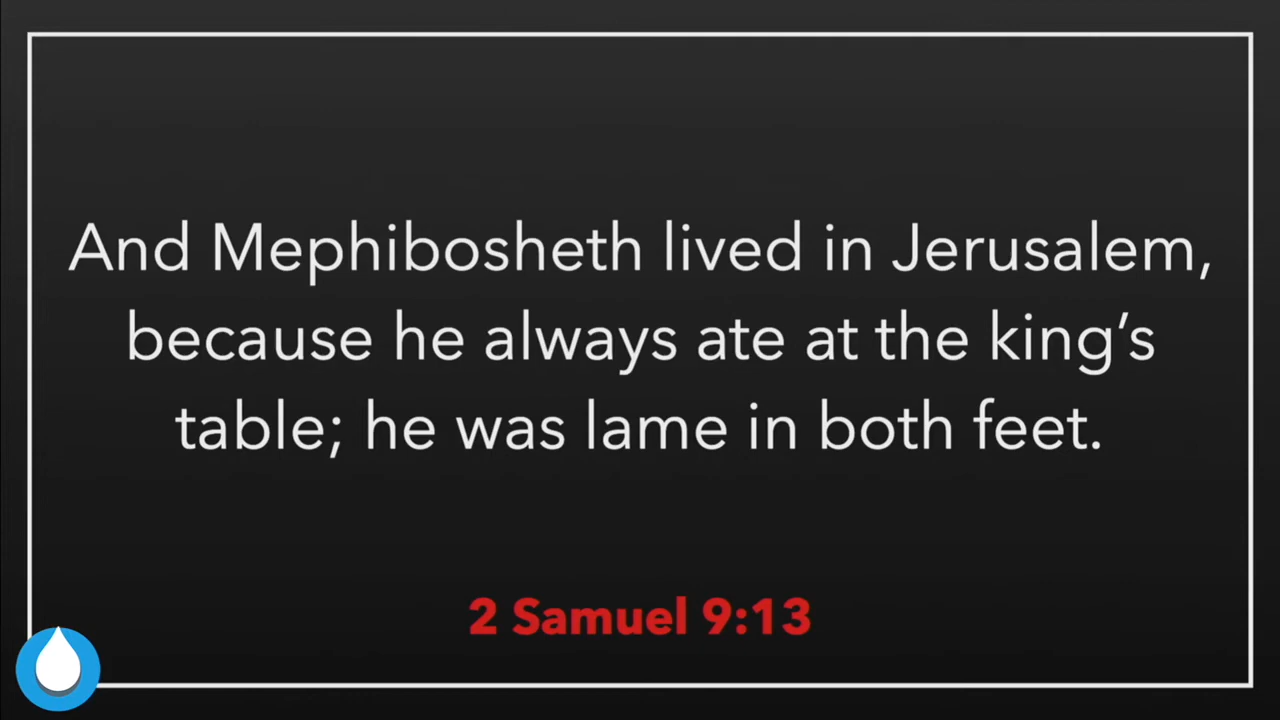 And Mephibosheth lived in Jerusalem,
because he always ate at the king’s
table; he was lame in both feet.
2 Samuel 9:13